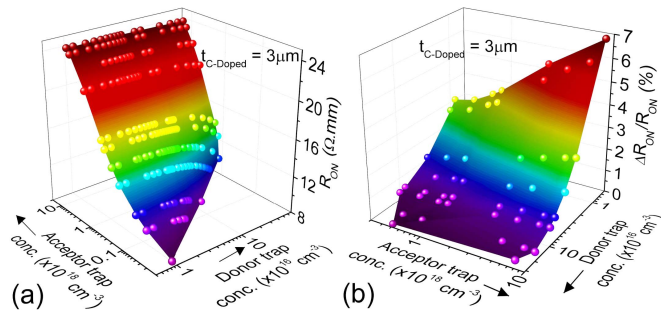 (a)
t_C-Doped = 3μm
24
20
16
12
8
R_ON (Ω.mm)
10
1
0.1
Acceptor trap
conc. (x10^18 cm^-3)
1
10
Donor trap
conc. (x10^16 cm^-3)
(b)
t_C-Doped = 3μm
7
6
5
4
3
2
1
0
ΔR_ON/R_ON (%)
1
10
Acceptor trap
conc. (x10^18 cm^-3)
1
10
Donor trap
conc. (x10^16 cm^-3)